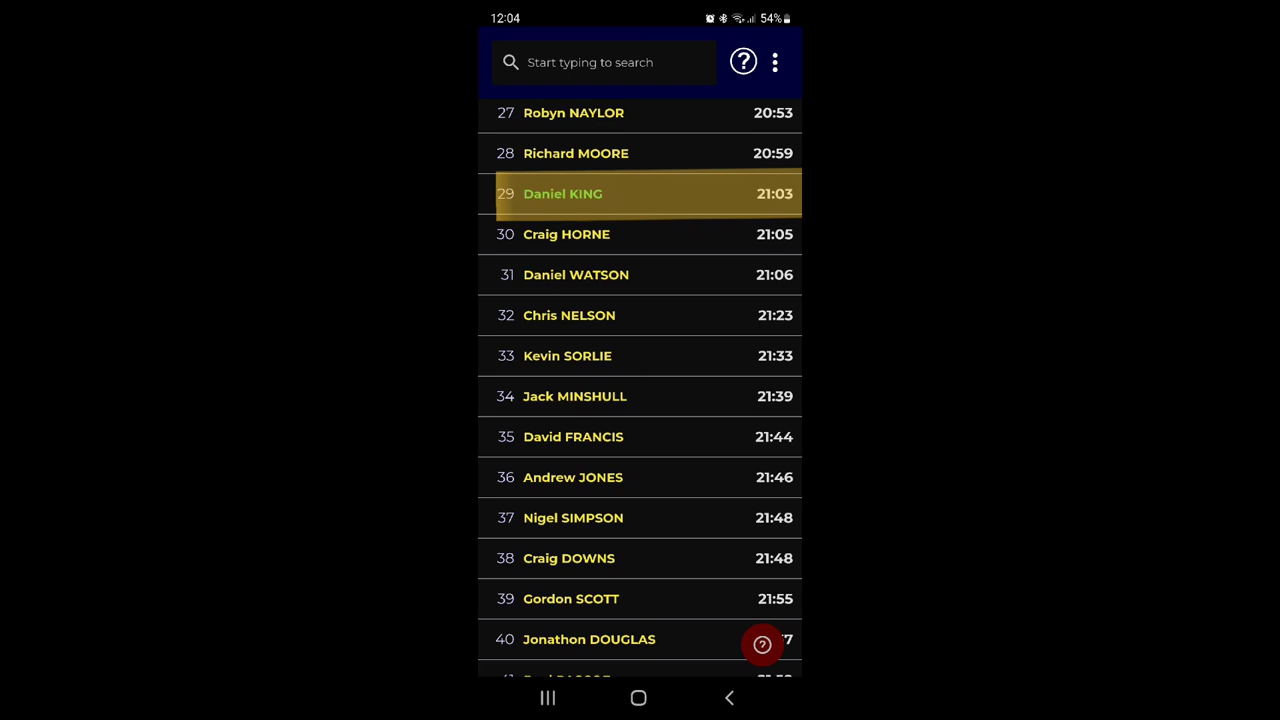 12:04 54%
Start typing to search
27 Robyn NAYLOR 20:53
28 Richard MOORE 20:59
29 Daniel KING 21:03
30 Craig HORNE 21:05
31 Daniel WATSON 21:06
32 Chris NELSON 21:23
33 Kevin SORLIE 21:33
34 Jack MINSHULL 21:39
35 David FRANCIS 21:44
36 Andrew JONES 21:46
37 Nigel SIMPSON 21:48
38 Craig DOWNS 21:48
39 Gordon SCOTT 21:55
40 Jonathon DOUGLAS